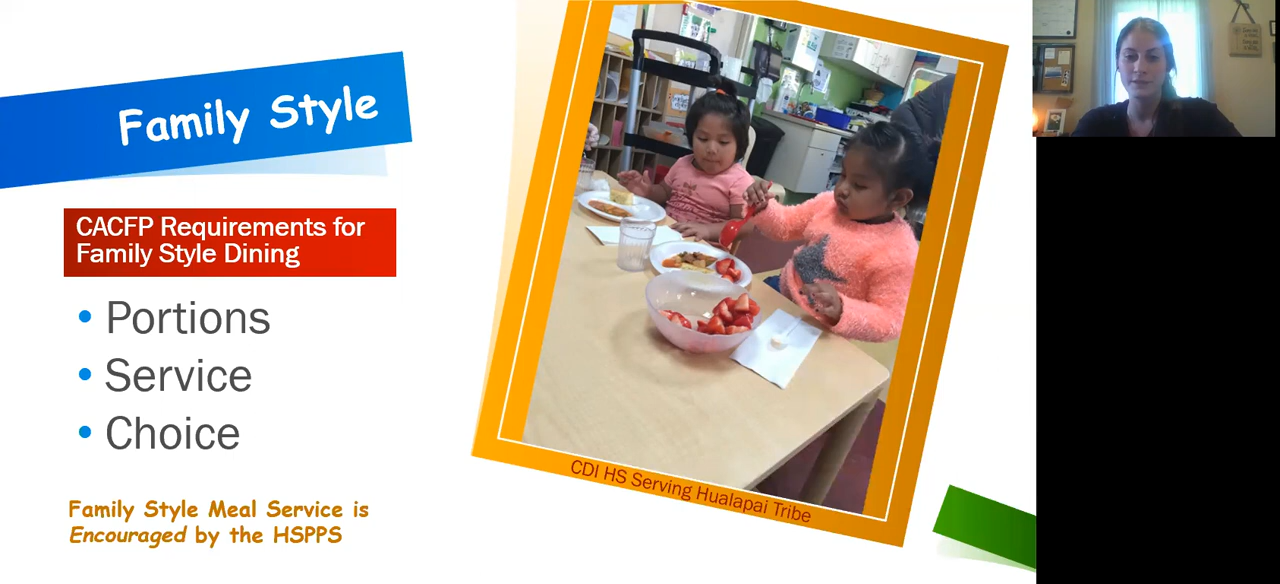 Family Style
CACFP Requirements for
Family Style Dining
• Portions
• Service
• Choice
Family Style Meal Service is
Encouraged by the HSPPS
CDI HS Serving Hualapai Tribe